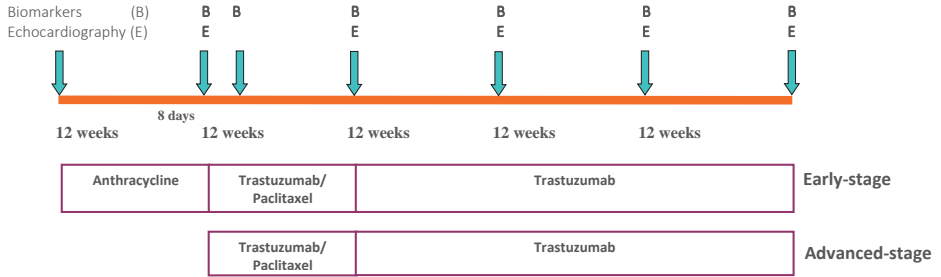 Biomarkers (B) B B B B B B
Echocardiography (E) E E E E E
8 days
12 weeks 12 weeks 12 weeks 12 weeks 12 weeks
Anthracycline Trastuzumab/ Trastuzumab Early-stage
Paclitaxel
Trastuzumab/ Trastuzumab Advanced-stage
Paclitaxel